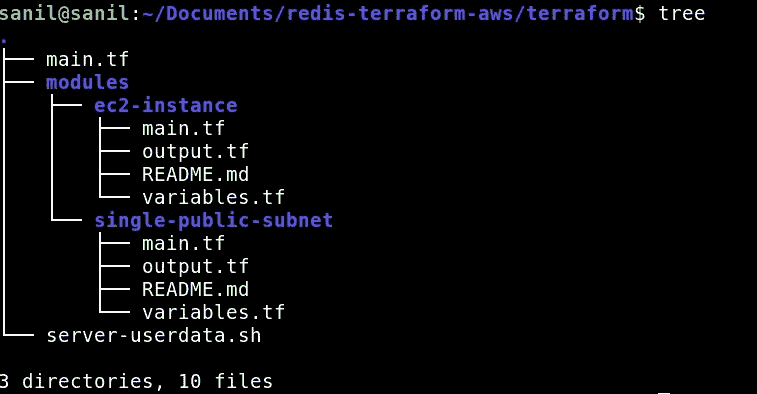 sanil@sanil:~/Documents/redis-terraform-aws/terraform$ tree
.
├── main.tf
├── modules
│   ├── ec2-instance
│   │   ├── main.tf
│   │   ├── output.tf
│   │   ├── README.md
│   │   └── variables.tf
│   └── single-public-subnet
│       ├── main.tf
│       ├── output.tf
│       ├── README.md
│       └── variables.tf
└── server-userdata.sh
3 directories, 10 files